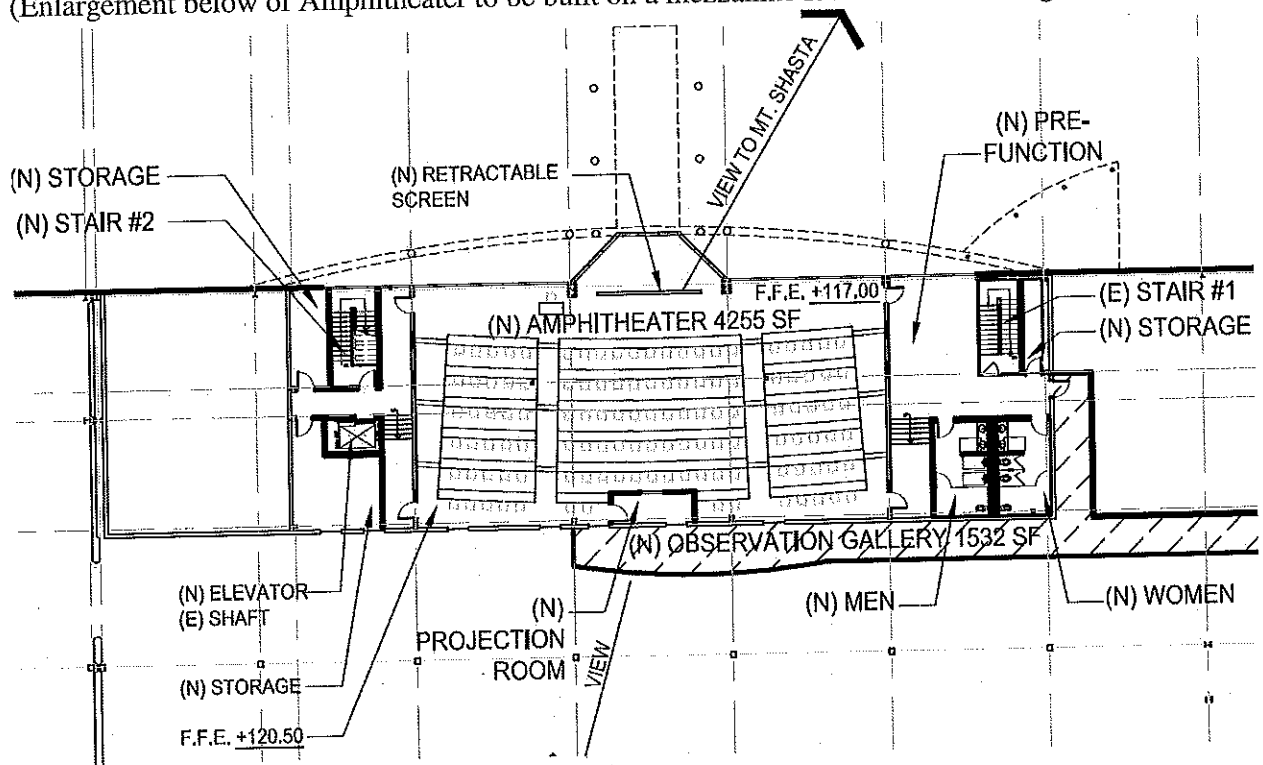 (Enlargement below of Amphitheater to be built on a mezzanine
VIEW TO MT. SHASTA
(N) PRE-
FUNCTION
(N) STORAGE
(N) STAIR #2
(N) RETRACTABLE
SCREEN
F.F.E. +117.00
(E) STAIR #1
(N) STORAGE
(N) AMPHITHEATER 4255 SF
(N) OBSERVATION GALLERY 1532 SF
(N) ELEVATOR
(E) SHAFT
(N)
PROJECTION
ROOM
VIEW
(N) MEN
(N) WOMEN
(N) STORAGE
F.F.E. +120.50